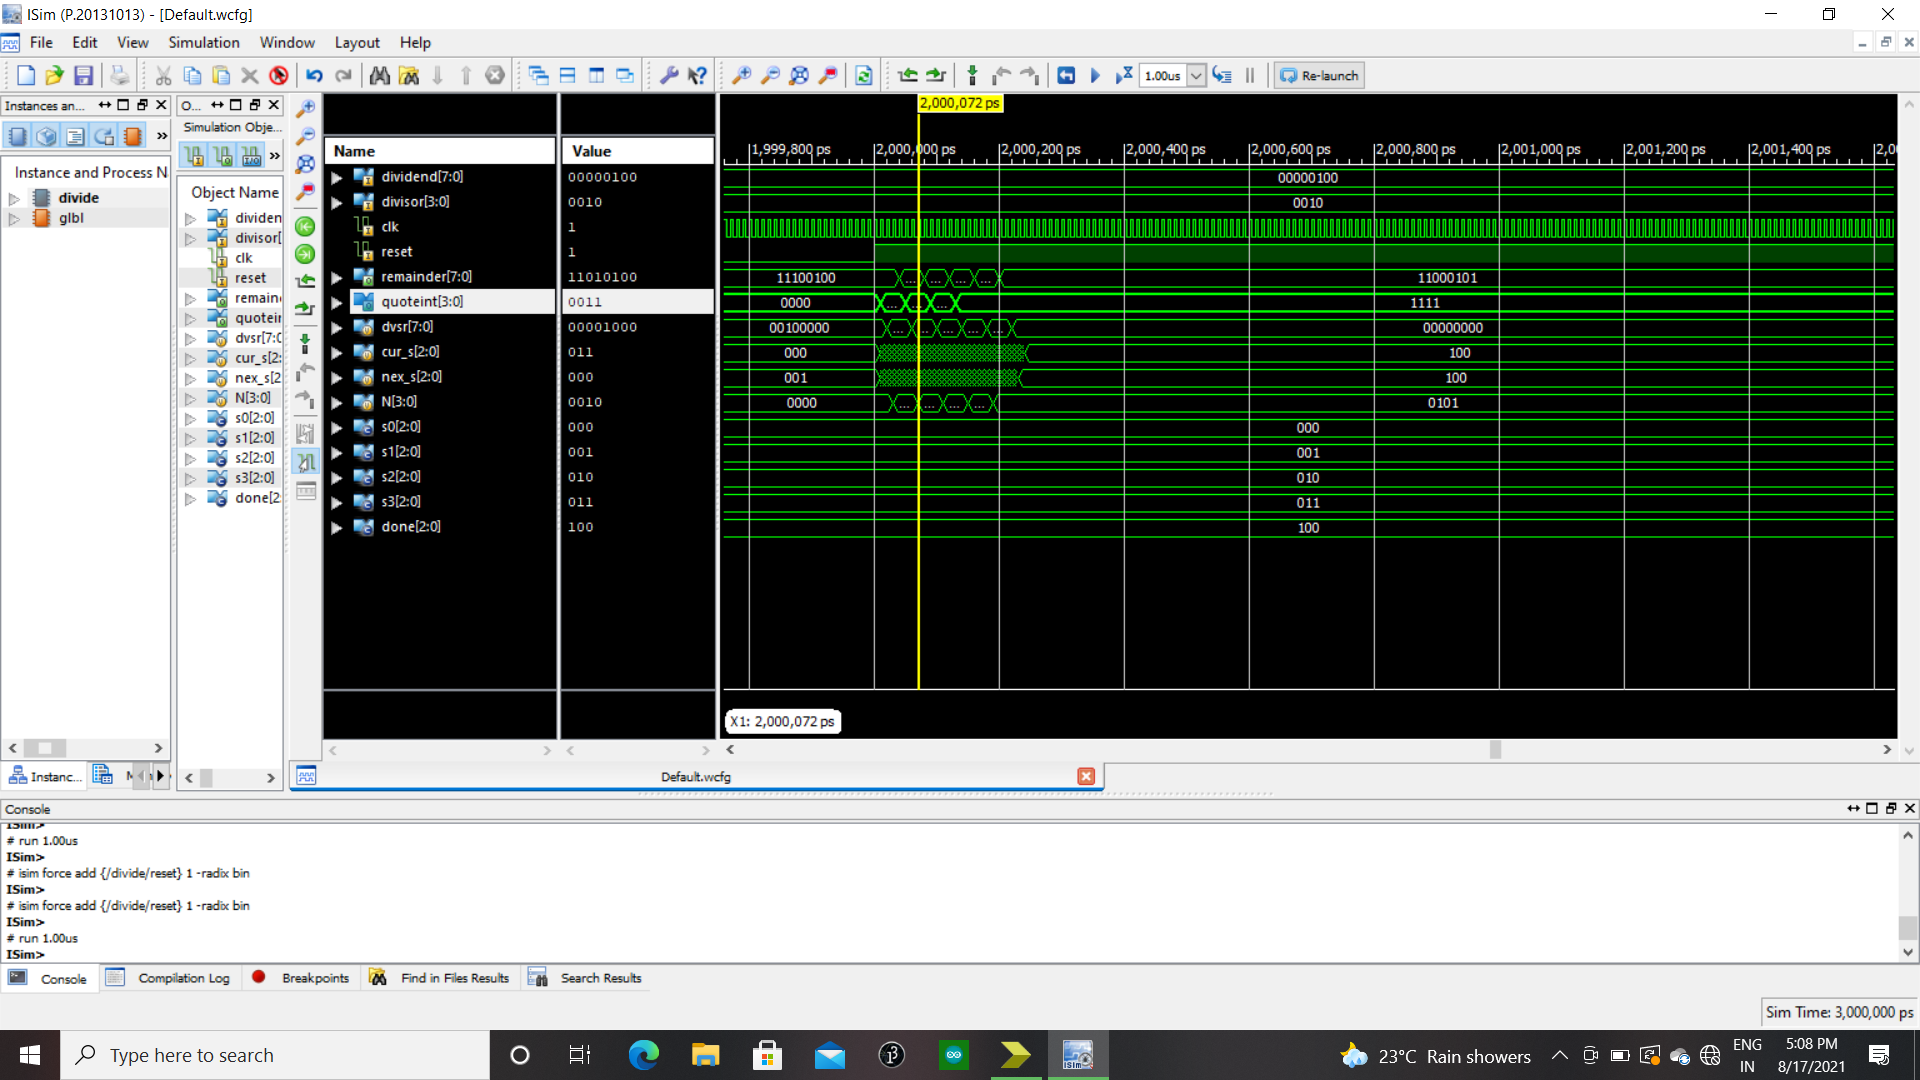 ISim (P.20131013) - [Default.wcfg]
File Edit View Simulation Window Layout Help
1.00us
Re-launch
Instances an...
O...
Simulation Obje...
Instance and Process N
divide
glbl
Object Name
dividen
divisor[
clk
reset
remain
quotein
dvsr[7:0
cur_s[2:
nex_s[2
N[3:0]
s0[2:0]
s1[2:0]
s2[2:0]
s3[2:0]
done[2:
Name Value
dividend[7:0] 00000100
divisor[3:0] 0010
clk 1
reset 1
remainder[7:0] 11010100
quoteint[3:0] 0011
dvsr[7:0] 00001000
cur_s[2:0] 011
nex_s[2:0] 000
N[3:0] 0010
s0[2:0] 000
s1[2:0] 001
s2[2:0] 010
s3[2:0] 011
done[2:0] 100
2,000,072 ps
1,999,800 ps 2,000,000 ps 2,000,200 ps 2,000,400 ps 2,000,600 ps 2,000,800 ps 2,001,000 ps 2,001,200 ps 2,001,400 ps 2,0
00000100
0010
11100100 ... ... ... ... 11000101
0000 ... ... ... 1111
00100000 ... ... ... ... ... 00000000
000 100
001 100
0000 ... ... ... ... 0101
000
001
010
011
100
X1: 2,000,072 ps
Instanc...
Default.wcfg
Console
ISim>
# run 1.00us
ISim>
# isim force add {/divide/reset} 1 -radix bin
ISim>
# isim force add {/divide/reset} 1 -radix bin
ISim>
# run 1.00us
ISim>
Console Compilation Log Breakpoints Find in Files Results Search Results
Sim Time: 3,000,000 ps
Type here to search
ISim
23°C Rain showers
ENG
IN
5:08 PM
8/17/2021